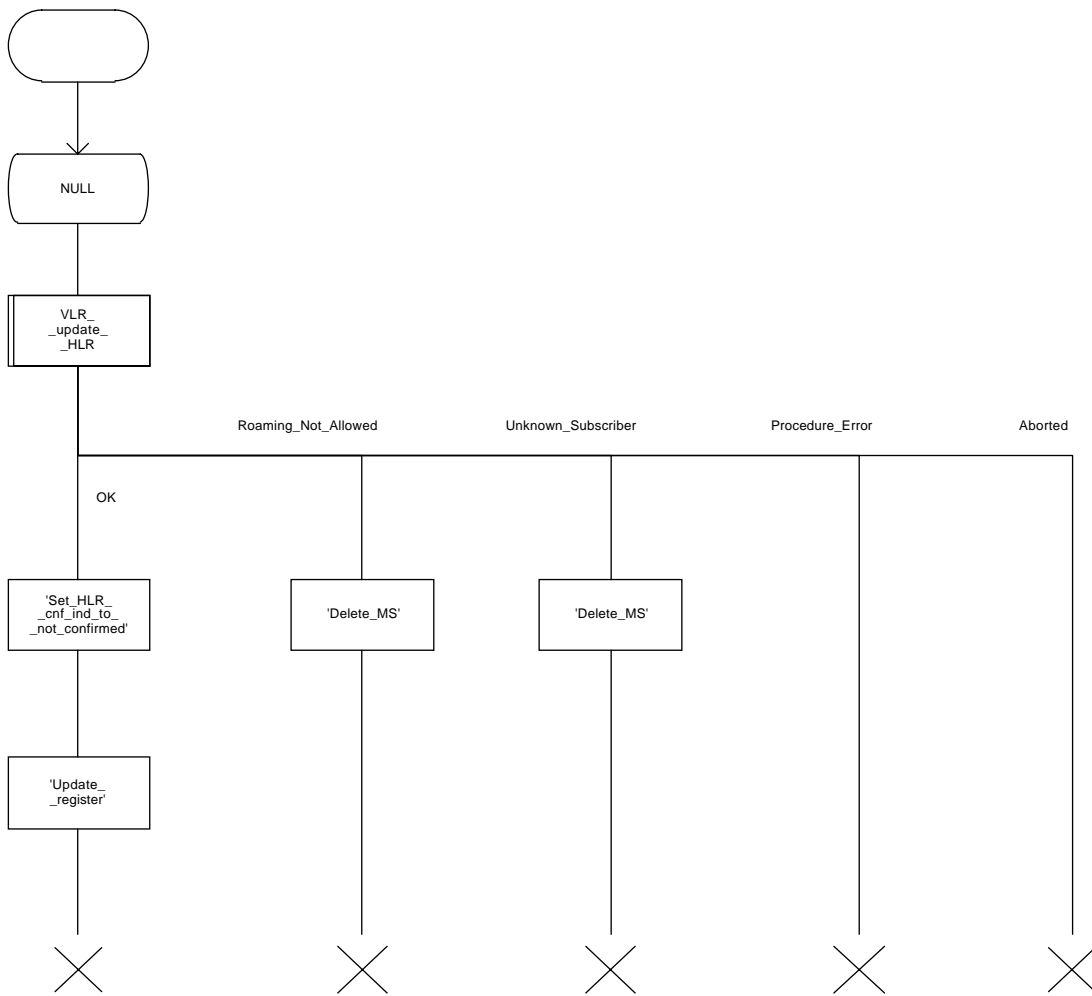 NULL
VLR_
_update_
_HLR
Roaming_Not_Allowed
Unknown_Subscriber
Procedure_Error
Aborted
OK
'Set_HLR_
_cnf_ind_to_
_not_confirmed'
'Delete_MS'
'Delete_MS'
'Update_
_register'